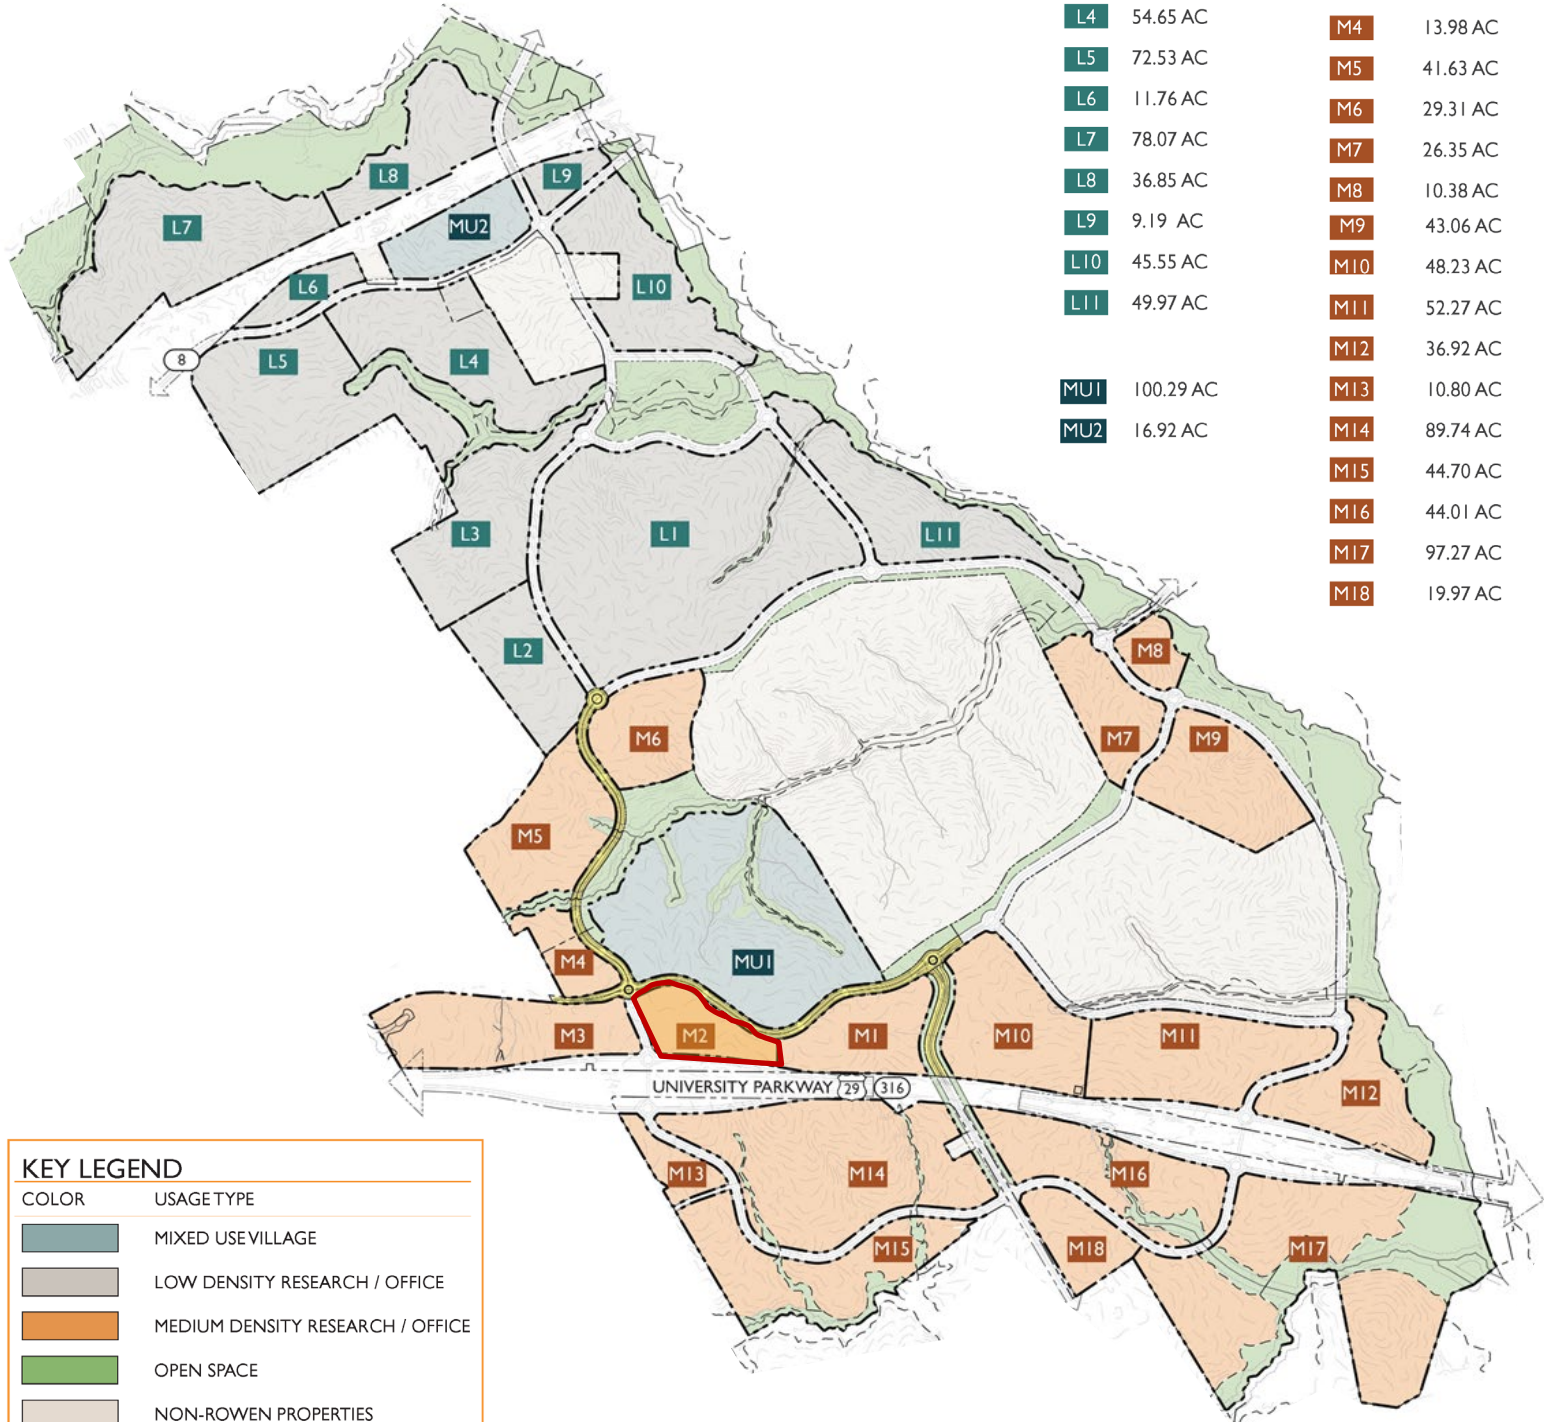 L4 54.65 AC
L5 72.53 AC
L6 11.76 AC
L7 78.07 AC
L8 36.85 AC
L9 9.19 AC
L10 45.55 AC
L11 49.97 AC
MU1 100.29 AC
MU2 16.92 AC
M4 13.98 AC
M5 41.63 AC
M6 29.31 AC
M7 26.35 AC
M8 10.38 AC
M9 43.06 AC
M10 48.23 AC
M11 52.27 AC
M12 36.92 AC
M13 10.80 AC
M14 89.74 AC
M15 44.70 AC
M16 44.01 AC
M17 97.27 AC
M18 19.97 AC
L8
L9
L7
MU2
L6
L10
8
L5
L4
L3
L1
L11
L2
M8
M6
M7
M9
M5
M4
MU1
M3
M2
M1
M10
M11
UNIVERSITY PARKWAY 29 316
M12
M13
M14
M16
M15
M18
M17
KEY LEGEND
COLOR USAGE TYPE
MIXED USE VILLAGE
LOW DENSITY RESEARCH / OFFICE
MEDIUM DENSITY RESEARCH / OFFICE
OPEN SPACE
NON-ROWEN PROPERTIES